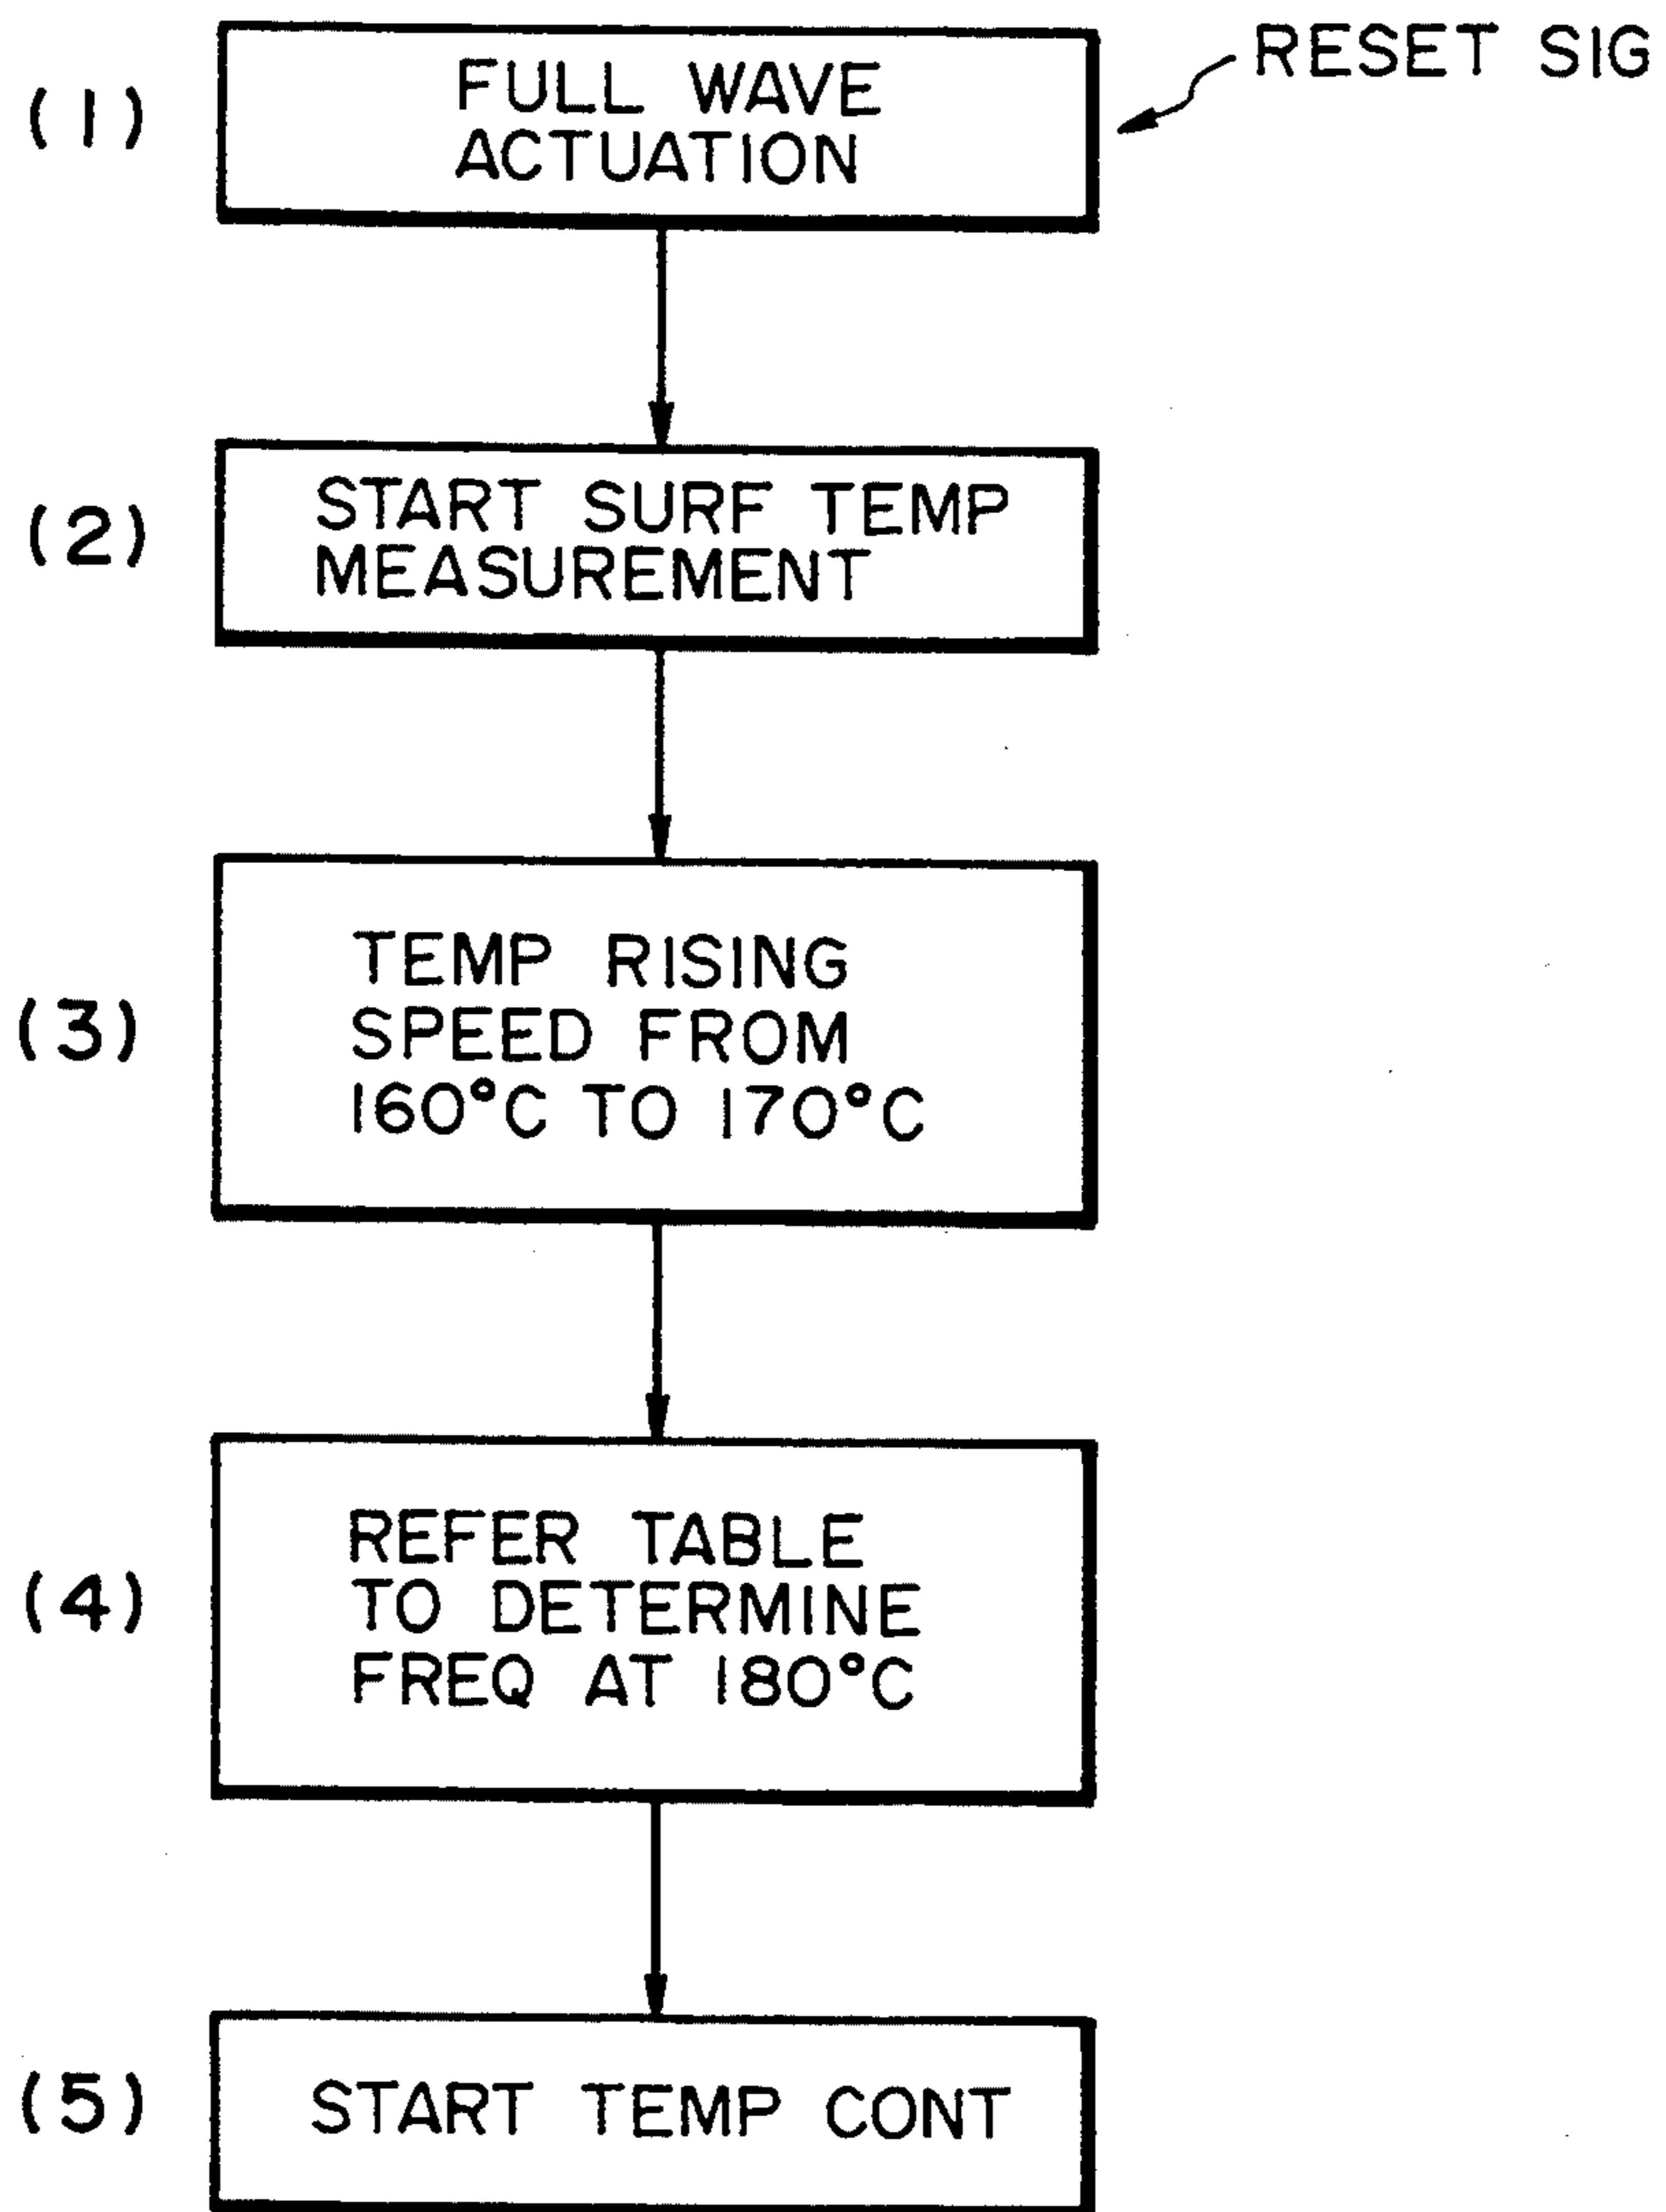 RESET SIG
(1)
FULL WAVE
ACTUATION
(2)
START SURF TEMP
MEASUREMENT
(3)
TEMP RISING
SPEED FROM
160°C TO 170°C
(4)
REFER TABLE
TO DETERMINE
FREQ AT 180°C
(5)
START TEMP CONT